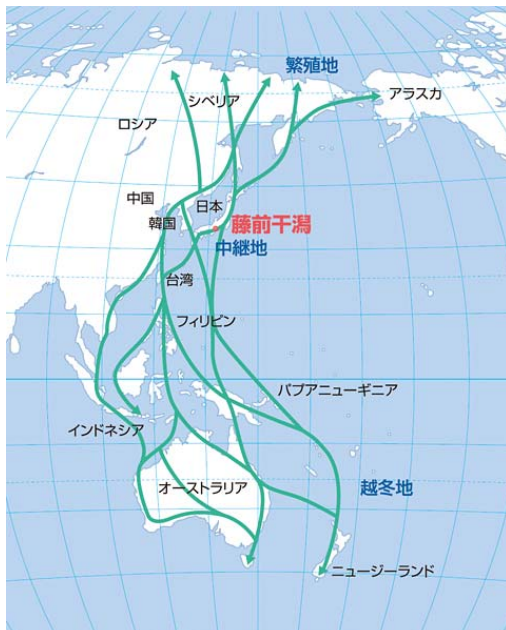 繁殖地
アラスカ
シベリア
ロシア
中国
日本
韓国
藤前干潟
中継地
台湾
フィリピン
パプアニューギニア
インドネシア
オーストラリア
越冬地
ニュージーランド